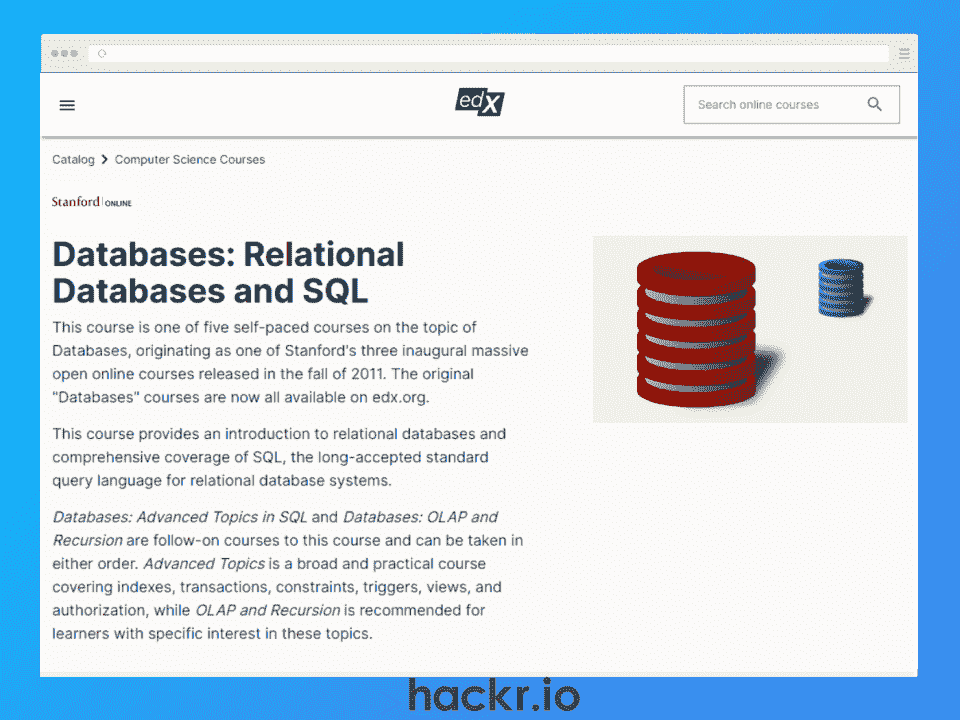 edX
Search online courses
Catalog > Computer Science Courses
Stanford | ONLINE
Databases: Relational
Databases and SQL
This course is one of five self-paced courses on the topic of
Databases, originating as one of Stanford's three inaugural massive
open online courses released in the fall of 2011. The original
"Databases" courses are now all available on edx.org.
This course provides an introduction to relational databases and
comprehensive coverage of SQL, the long-accepted standard
query language for relational database systems.
Databases: Advanced Topics in SQL and Databases: OLAP and
Recursion are follow-on courses to this course and can be taken in
either order. Advanced Topics is a broad and practical course
covering indexes, transactions, constraints, triggers, views, and
authorization, while OLAP and Recursion is recommended for
learners with specific interest in these topics.
hackr.io